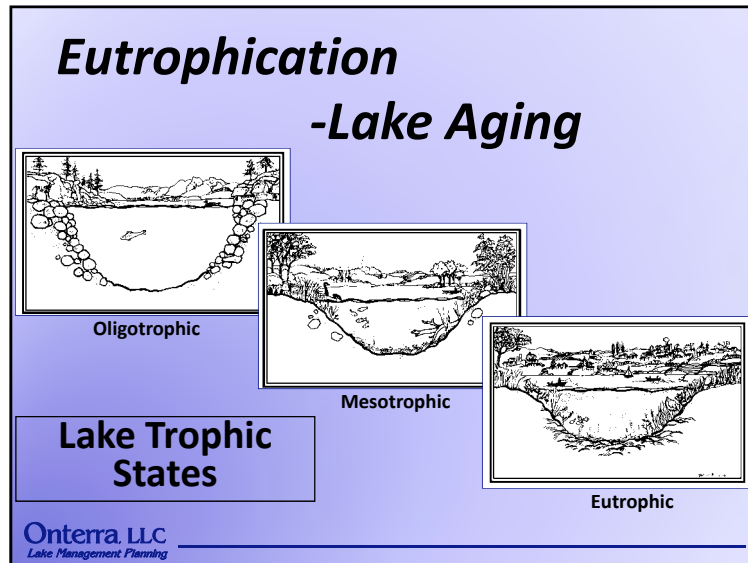 Eutrophication
-Lake Aging
Oligotrophic
Mesotrophic
Eutrophic
Lake Trophic
States
Onterra, LLC
Lake Management Planning